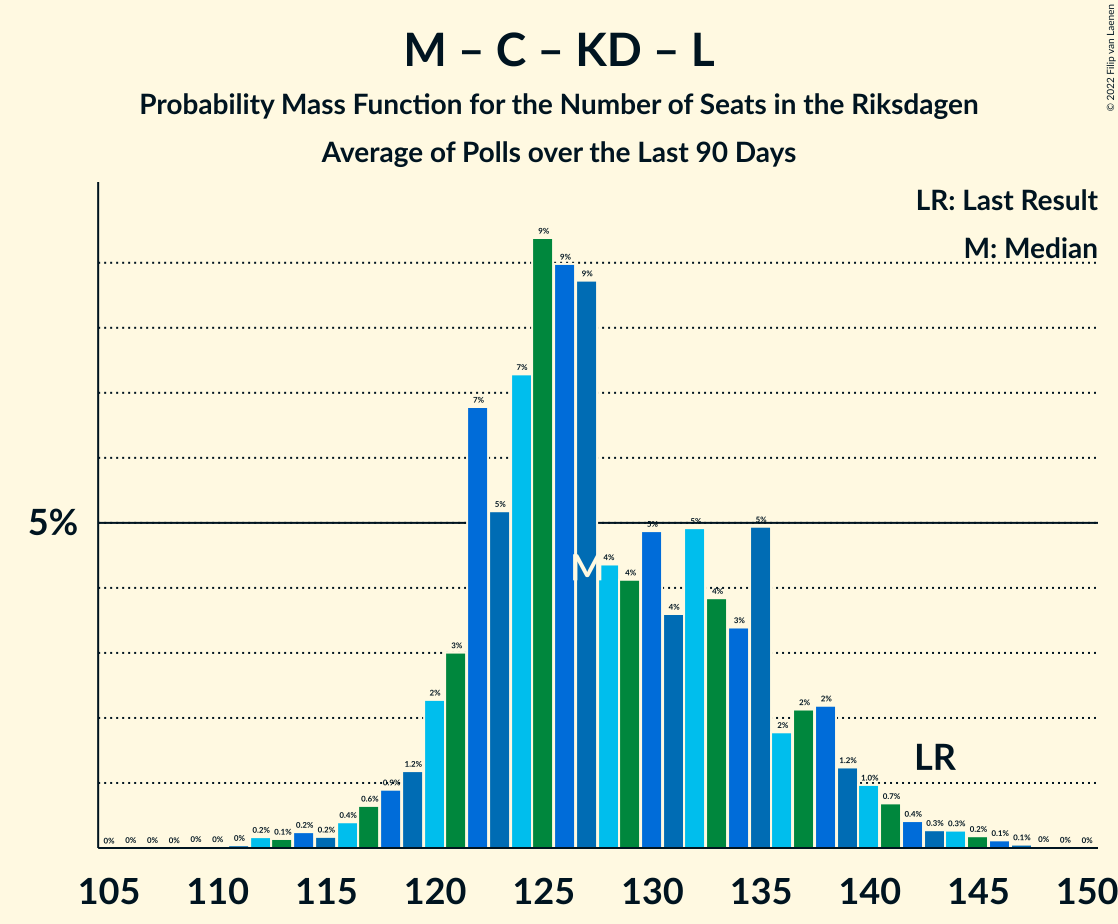 M – C – KD – L
Probability Mass Function for the Number of Seats in the Riksdagen
Average of Polls over the Last 90 Days
© 2022 Filip van Laenen
LR: Last Result
M: Median
5%
0% 0% 0% 0% 0% 0% 0% 0.2% 0.1% 0.2% 0.2% 0.4% 0.6% 0.9% 1.2% 2% 3% 7% 5% 7% 9% 9% 9% 4% 4% 5% 4% 5% 4% 3% 5% 2% 2% 2% 1.2% 1.0% 0.7% 0.4% 0.3% 0.3% 0.2% 0.1% 0.1% 0% 0% 0%
M
LR
105 110 115 120 125 130 135 140 145 150